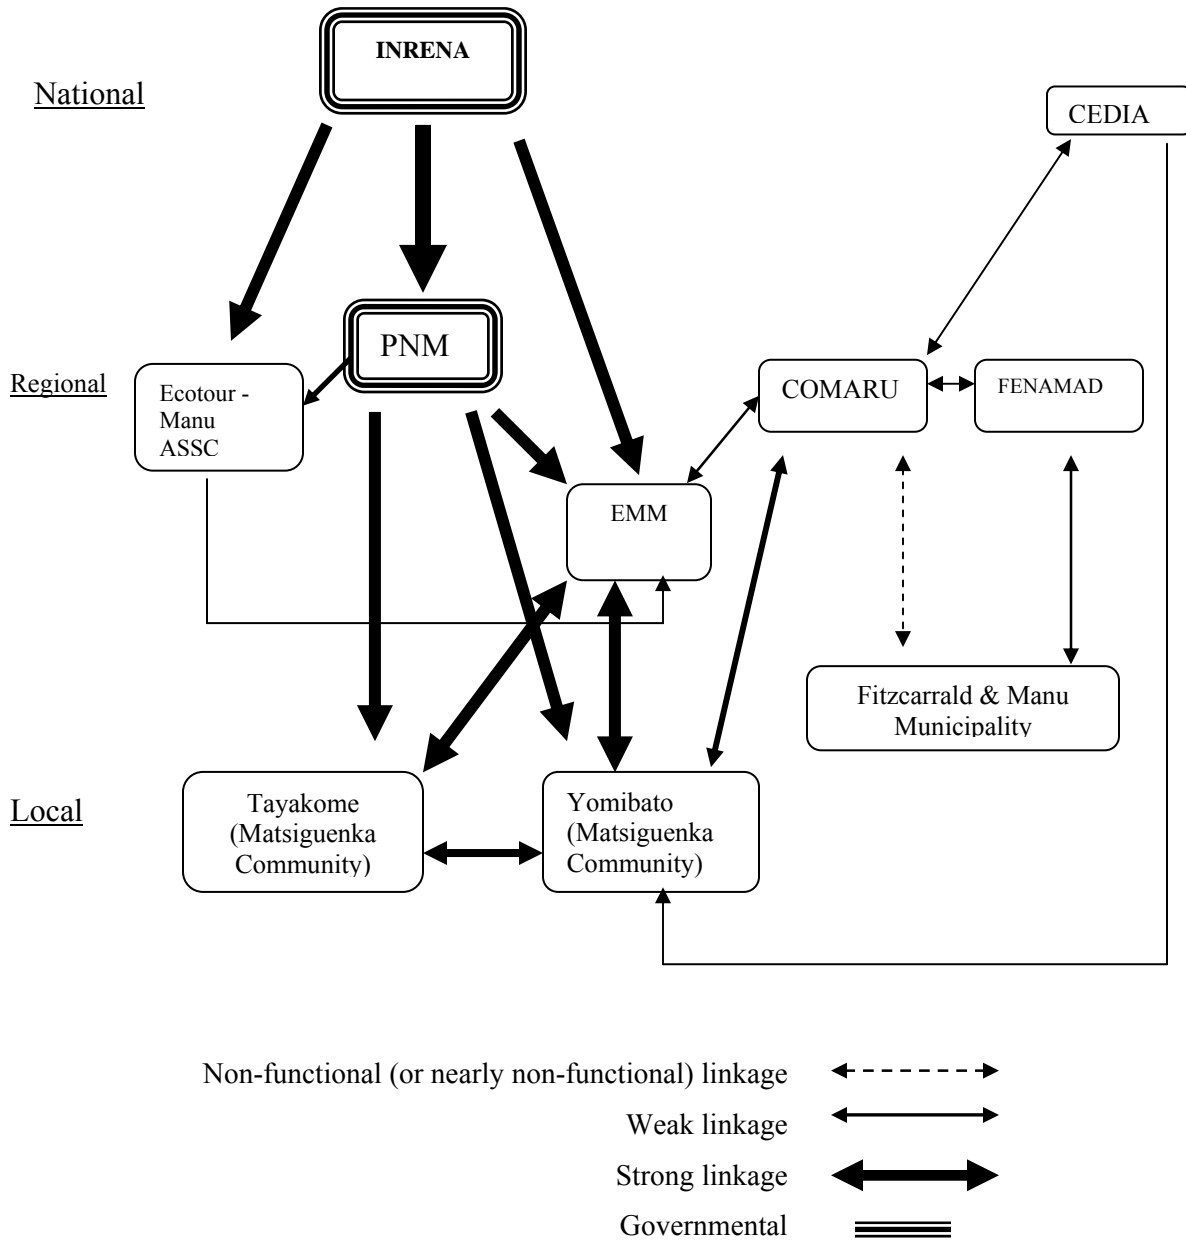 INRENA
National
CEDIA
PNM
Regional
Ecotour -
Manu
ASSC
COMARU
FENAMAD
EMM
Fitzcarrald & Manu
Municipality
Local
Tayakome
(Matsiguenka
Community)
Yomibato
(Matsiguenka
Community)
Non-functional (or nearly non-functional) linkage
Weak linkage
Strong linkage
Governmental